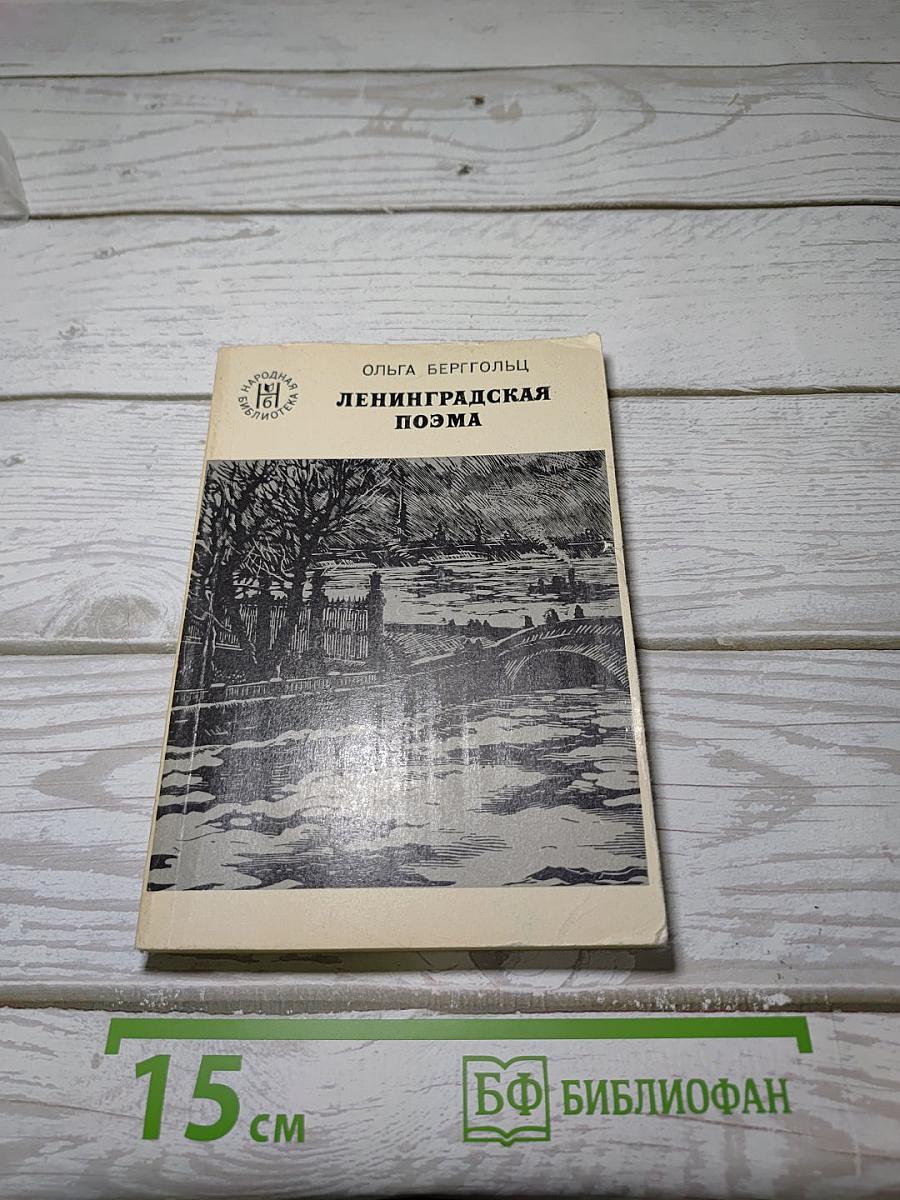 НАРОДНАЯ
БИБЛИОТЕКА
НБ
ОЛЬГА БЕРГГОЛЬЦ
ЛЕНИНГРАДСКАЯ
ПОЭМА
15 см
БФ БИБЛИОФАН